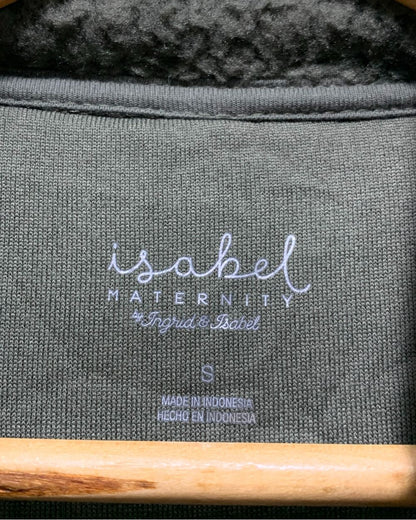 isabel
MATERNITY
by Ingrid & Isabel
S
MADE IN INDONESIA
HECHO EN INDONESIA